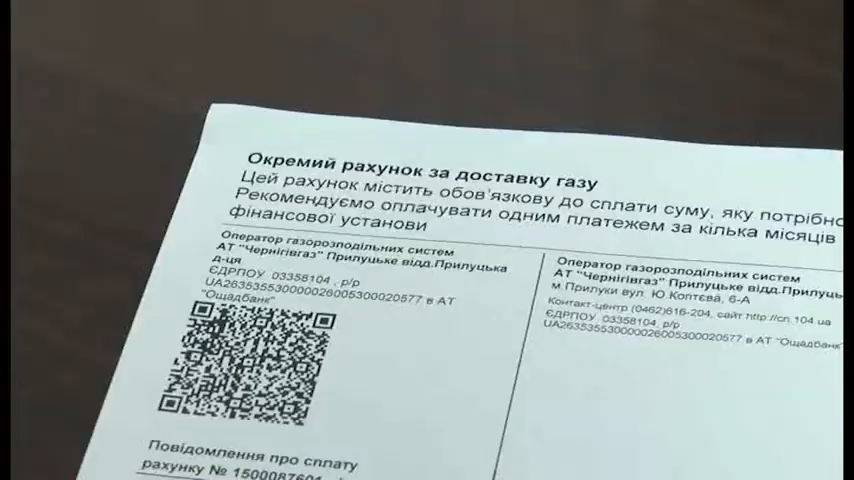 Окремий рахунок за доставку газу
Цей рахунок містить обов'язкову до сплати суму, яку потрібно
Рекомендуємо оплачувати одним платежем за кілька місяців
фінансової установи
Оператор газорозподільних систем
АТ "Чернігівгаз" Прилуцьке відд.Прилуцька
д-ця
ЄДРПОУ 03358104 , р/р
UA263535530000026005300020577 в АТ
"Ощадбанк"
Повідомлення про сплату
рахунку №
Оператор газорозподільних систем
АТ "Чернігівгаз" Прилуцьке відд.Прилуць
м.Прилуки вул. Ю.Коптєва, 6-А
Контакт-центр (0462)616-204, сайт http://cn.104.ua
ЄДРПОУ 03358104, р/р
UA263535530000026005300020577 в АТ "Ощадбанк"